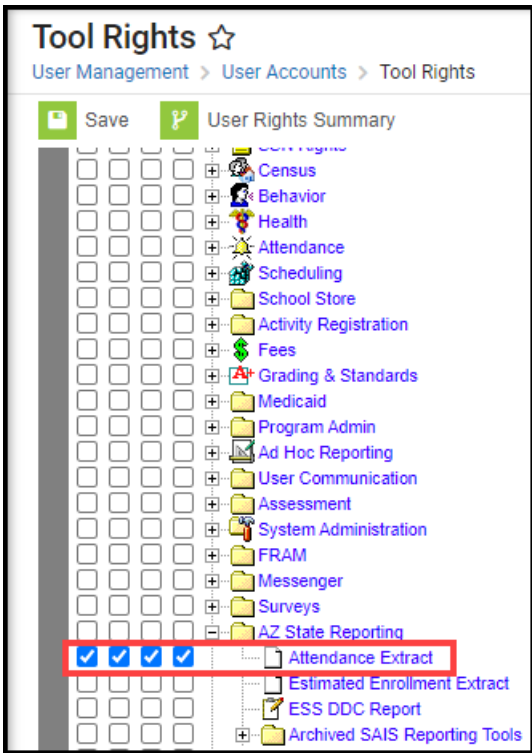 Tool Rights
User Management > User Accounts > Tool Rights
Save User Rights Summary
SSN Rights
Census
Behavior
Health
Attendance
Scheduling
School Store
Activity Registration
Fees
Grading & Standards
Medicaid
Program Admin
Ad Hoc Reporting
User Communication
Assessment
System Administration
FRAM
Messenger
Surveys
AZ State Reporting
Attendance Extract
Estimated Enrollment Extract
ESS DDC Report
Archived SAIS Reporting Tools